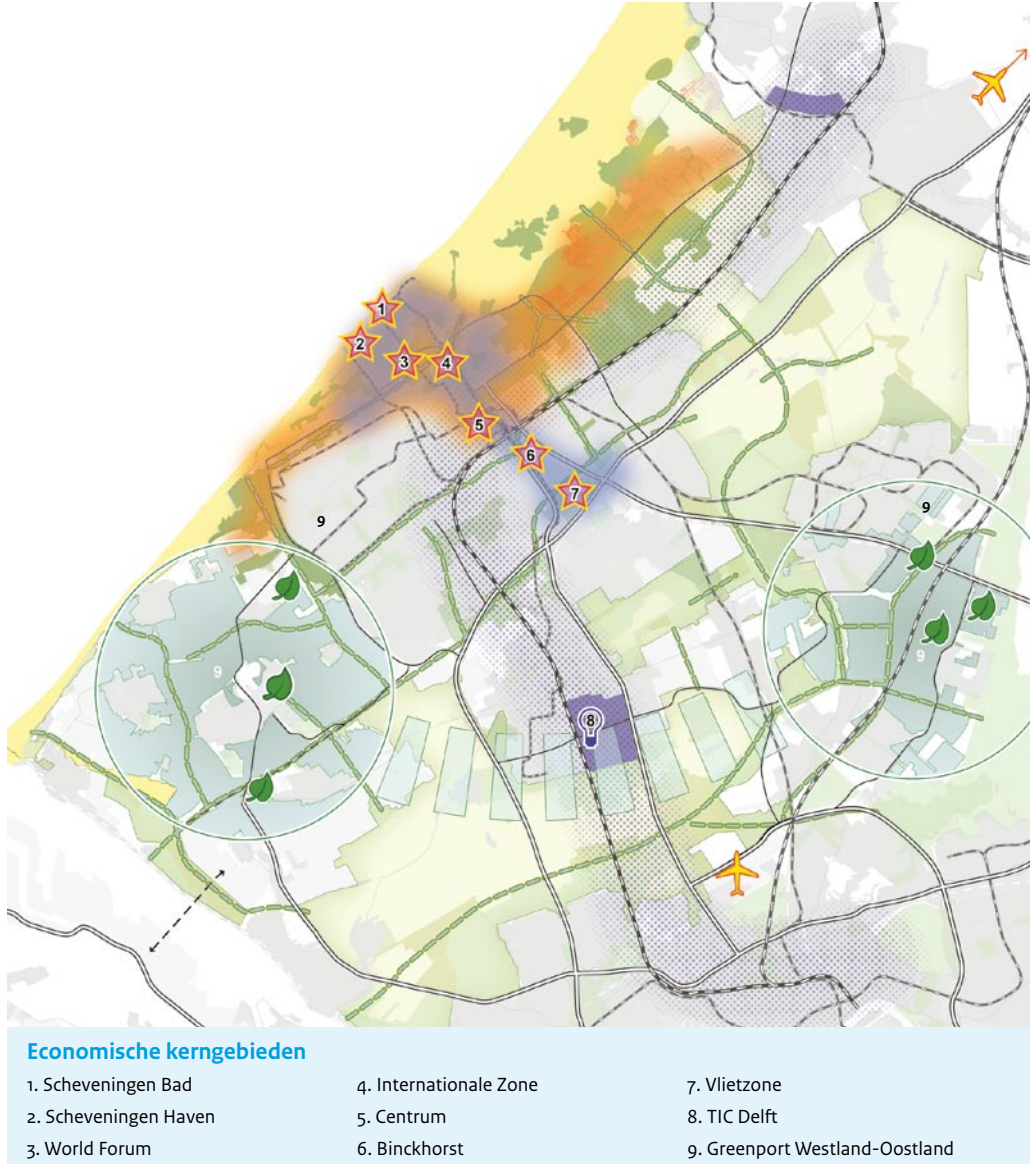 1
2
3
4
5
6
7
9
9
9
9
8
Economische kerngebieden
1. Scheveningen Bad
2. Scheveningen Haven
3. World Forum
4. Internationale Zone
5. Centrum
6. Binckhorst
7. Vlietzone
8. TIC Delft
9. Greenport Westland-Oostland